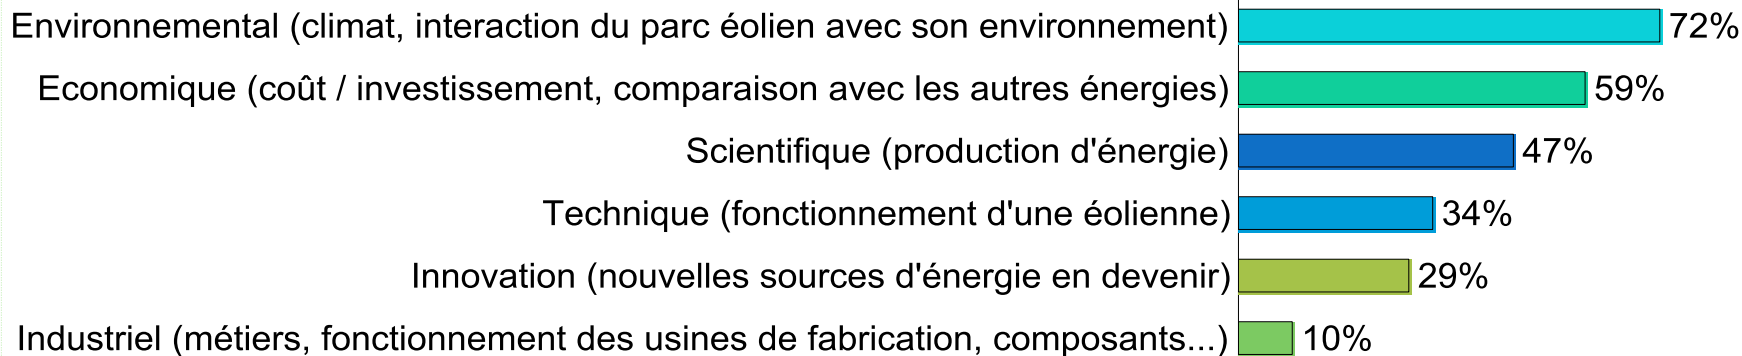 Environnemental (climat, interaction du parc éolien avec son environnement) 72%
Economique (coût / investissement, comparaison avec les autres énergies) 59%
Scientifique (production d'énergie) 47%
Technique (fonctionnement d'une éolienne) 34%
Innovation (nouvelles sources d'énergie en devenir) 29%
Industriel (métiers, fonctionnement des usines de fabrication, composants...) 10%